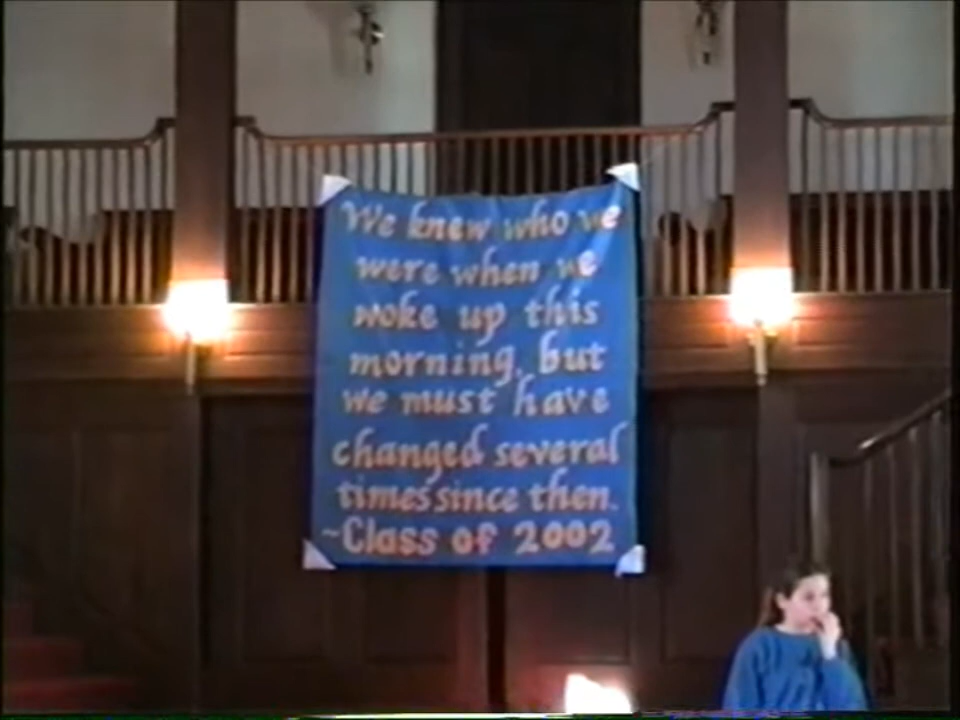 We knew who we
were when we
woke up this
morning, but
we must have
changed several
times since then.
~Class of 2002